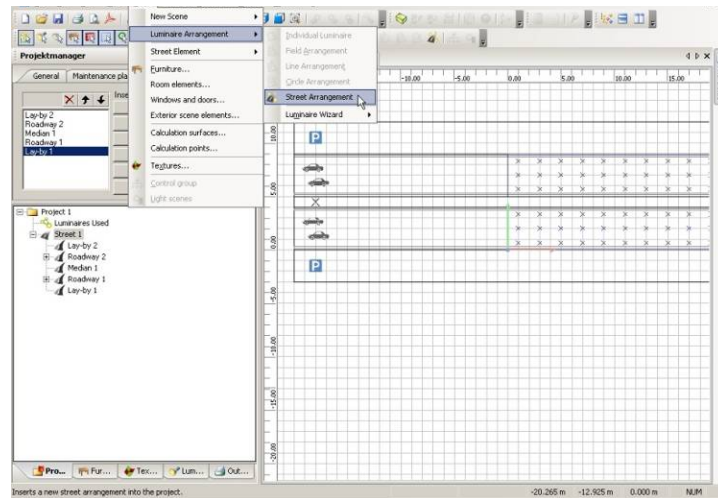 New Scene
Luminaire Arrangement
Street Element
Furniture...
Room elements...
Windows and doors...
Exterior scene elements...
Calculation surfaces...
Calculation points...
Textures...
Control group
Light scenes
Individual Luminaire
Field Arrangement
Line Arrangement
Circle Arrangement
Street Arrangement
Luminaire Wizard
Projektmanager
General
Maintenance pla
Inse
Lay-by 2
Roadway 2
Median 1
Roadway 1
Lay-by 1
Project 1
Luminaires Used
Street 1
Lay-by 2
Roadway 2
Median 1
Roadway 1
Lay-by 1
-10.00
-5.00
0.00
5.00
10.00
15.00
10.00
5.00
0.00
-5.00
-10.00
-15.00
-20.00
P
P
Pro...
Fur...
Tex...
Lum...
Out...
Inserts a new street arrangement into the project.
-20.265 m
-12.925 m
0.000 m
NUM